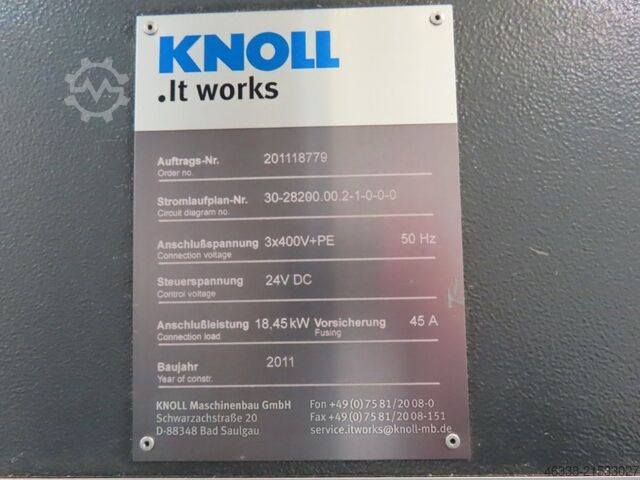 KNOLL
.It works
Auftrags-Nr. 201118779
Order no.
Stromlaufplan-Nr. 30-28200.00.2-1-0-0-0
Circuit diagram no.
Anschlußspannung 3x400V+PE 50 Hz
Connection voltage
Steuerspannung 24V DC
Control voltage
Anschlußleistung 18,45kW Vorsicherung 45 A
Connection load Fusing
Baujahr 2011
Year of constr.
KNOLL Maschinenbau GmbH Fon +49(0)7581/2008-0
Schwarzachstraße 20 Fax +49(0)7581/2008-151
D-88348 Bad Saulgau service.itworks@knoll-mb.de
46338-21533027